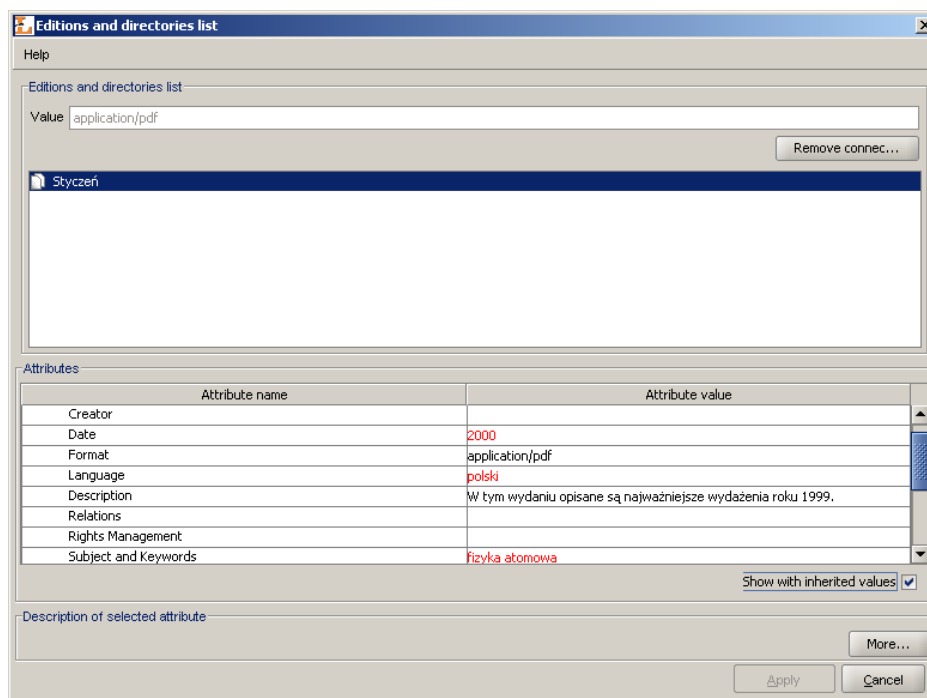 Editions and directories list
Help
Editions and directories list
Value application/pdf
Remove connec...
Styczeń
Attributes
Attribute name Attribute value
Creator
Date 2000
Format application/pdf
Language polski
Description W tym wydaniu opisane są najważniejsze wydażenia roku 1999.
Relations
Rights Management
Subject and Keywords fizyka atomowa
Show with inherited values
Description of selected attribute
More...
Apply Cancel